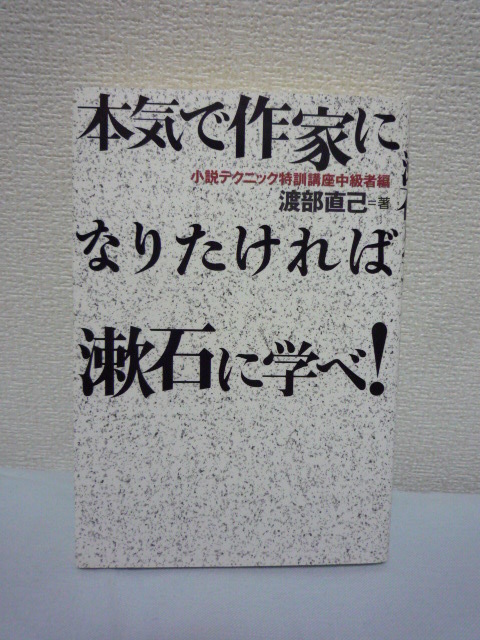 本気で作家に
小説テクニック特訓講座中級者編
渡部直己=著
なりたければ
漱石に学べ!